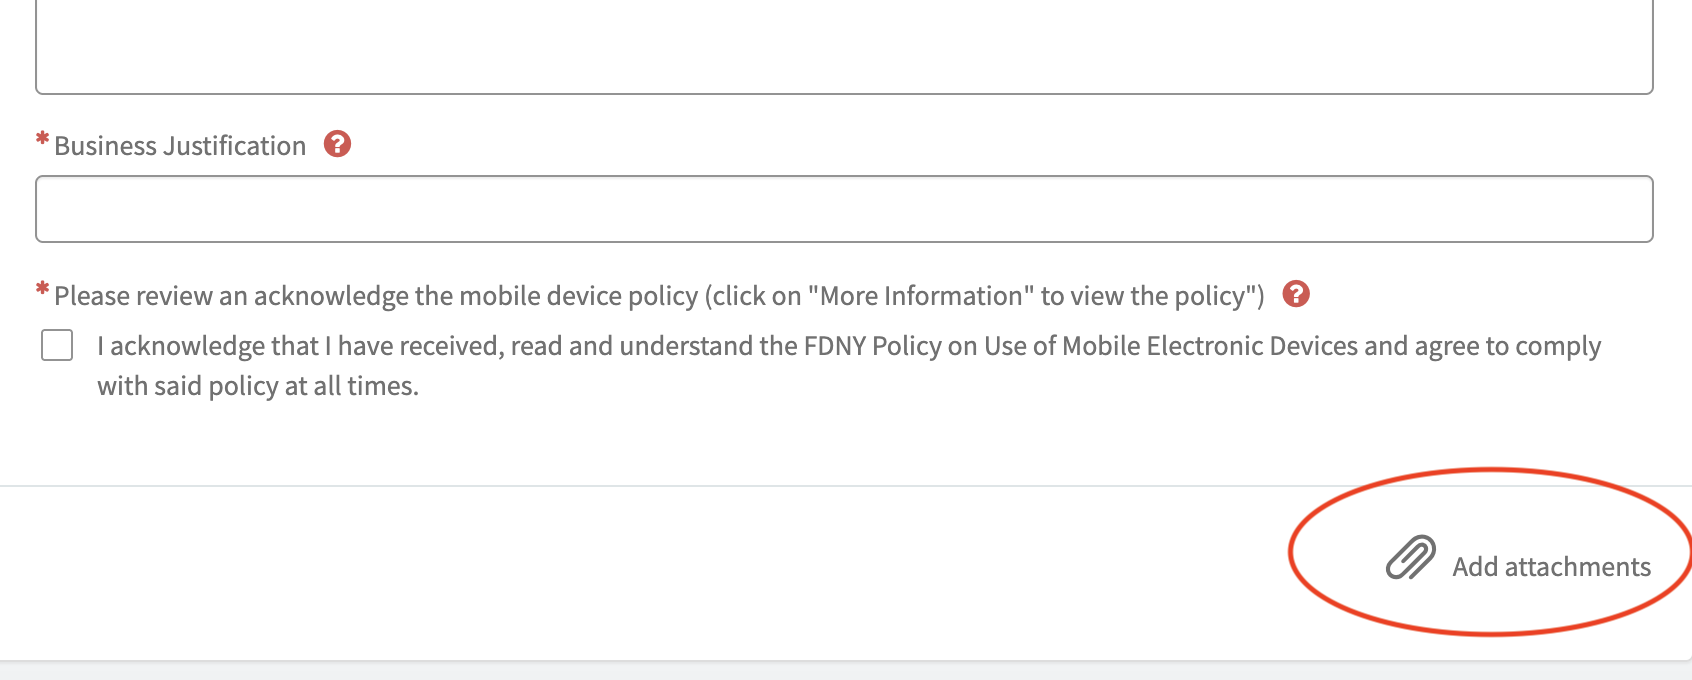 * Business Justification ?
* Please review an acknowledge the mobile device policy (click on "More Information" to view the policy") ?
I acknowledge that I have received, read and understand the FDNY Policy on Use of Mobile Electronic Devices and agree to comply
with said policy at all times.
Add attachments